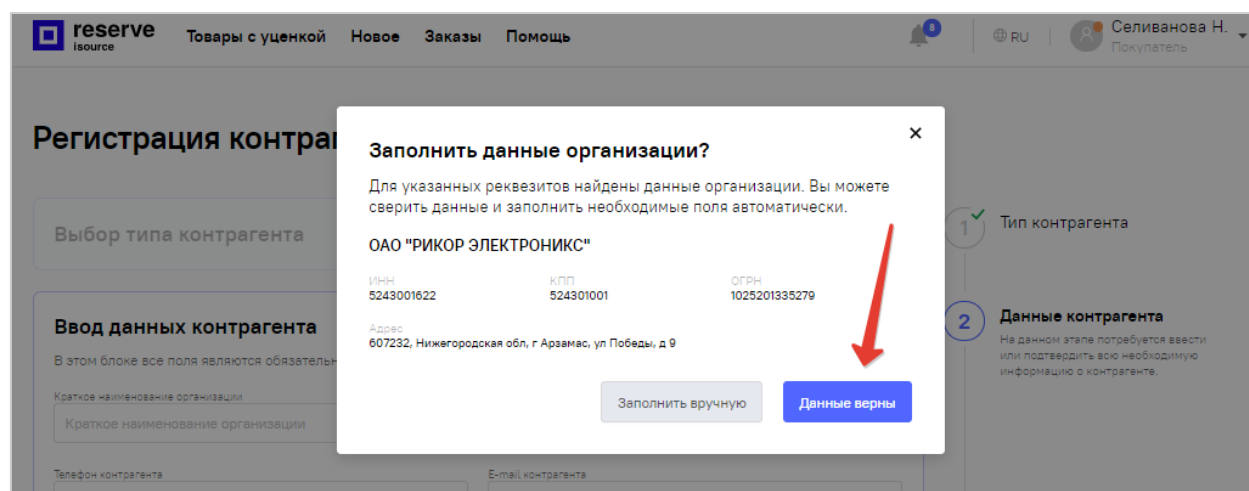 reserve
isource
Товары с уценкой Новое Заказы Помощь
8
RU
Селиванова Н.
Покупатель
Регистрация контраг
Заполнить данные организации?
Для указанных реквезитов найдены данные организации. Вы можете
сверить данные и заполнить необходимые поля автоматически.
ОАО "РИКОР ЭЛЕКТРОНИКС"
ИНН КПП ОГРН
5243001622 524301001 1025201335279
Адрес
607232, Нижегородская обл, г Арзамас, ул Победы, д 9
Заполнить вручную Данные верны
Выбор типа контрагента
Ввод данных контрагента
В этом блоке все поля являются обязательн
Краткое наименование организации
Краткое наименование организации
Телефон контрагента E-mail контрагента
1 Тип контрагента
2 Данные контрагента
На данном этапе потребуется ввести
или подтвердить всю необходимую
информацию о контрагенте.